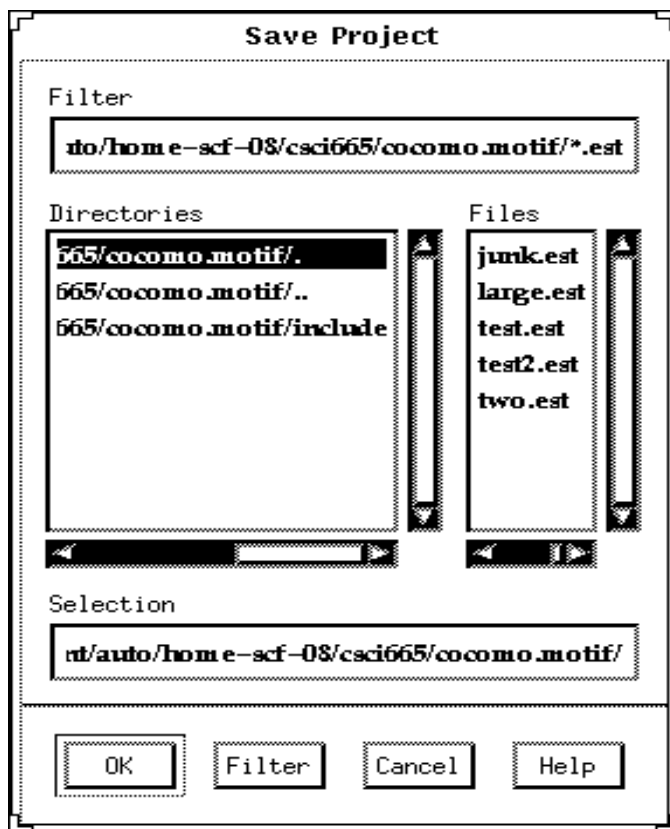 Save Project
Filter
ito/home-scf-08/csci665/cocomo.motif/*.est
Directories
Files
665/cocomo.motif/.
665/cocomo.motif/..
665/cocomo.motif/include
junk.est
large.est
test.est
test2.est
two.est
Selection
nt/auto/home-scf-08/csci665/cocomo.motif/
OK
Filter
Cancel
Help